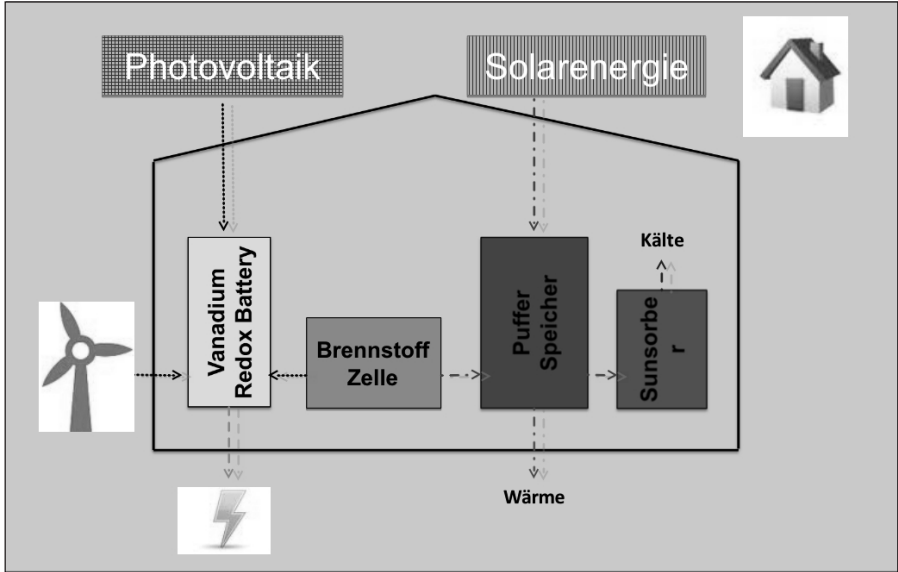 Photovoltaik
Solarenergie
Kälte
Vanadium
Redox Battery
Brennstoff
Zelle
Puffer
Speicher
Sunsorbe
r
Wärme